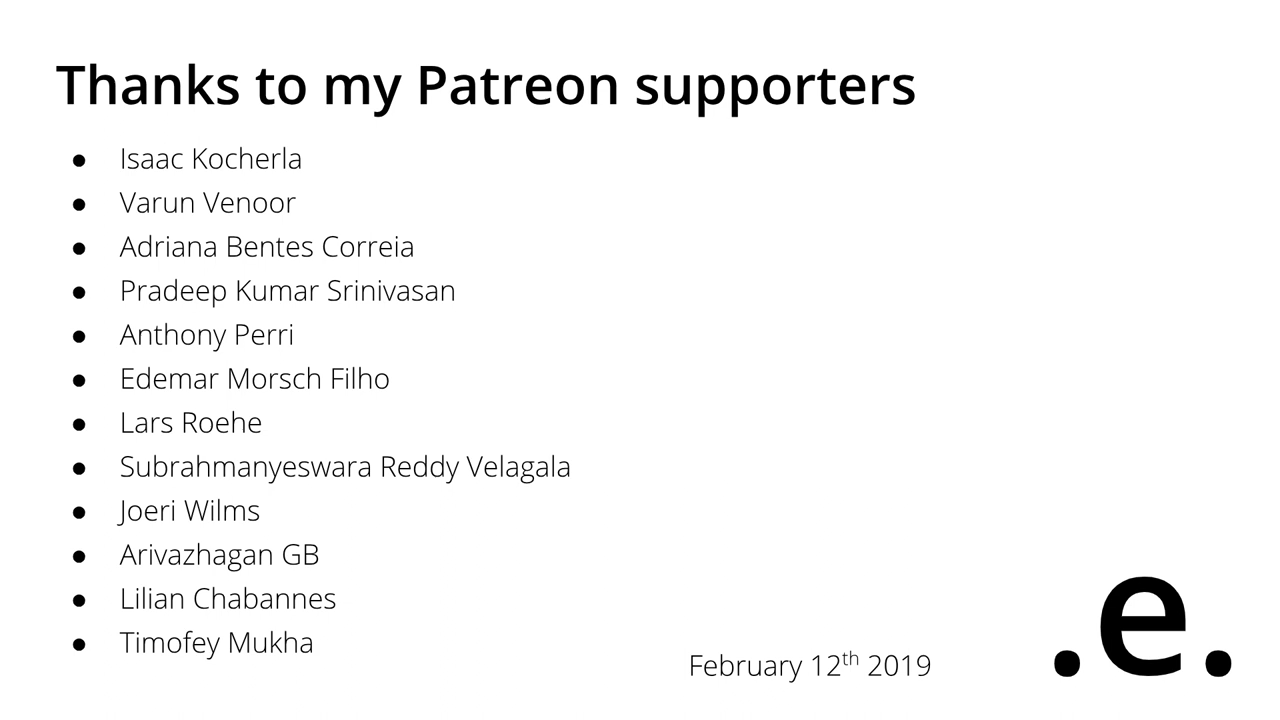 Thanks to my Patreon supporters
● Isaac Kocherla
● Varun Venoor
● Adriana Bentes Correia
● Pradeep Kumar Srinivasan
● Anthony Perri
● Edemar Morsch Filho
● Lars Roehe
● Subrahmanyeswara Reddy Velagala
● Joeri Wilms
● Arivazhagan GB
● Lilian Chabannes
● Timofey Mukha
February 12th 2019
.e.